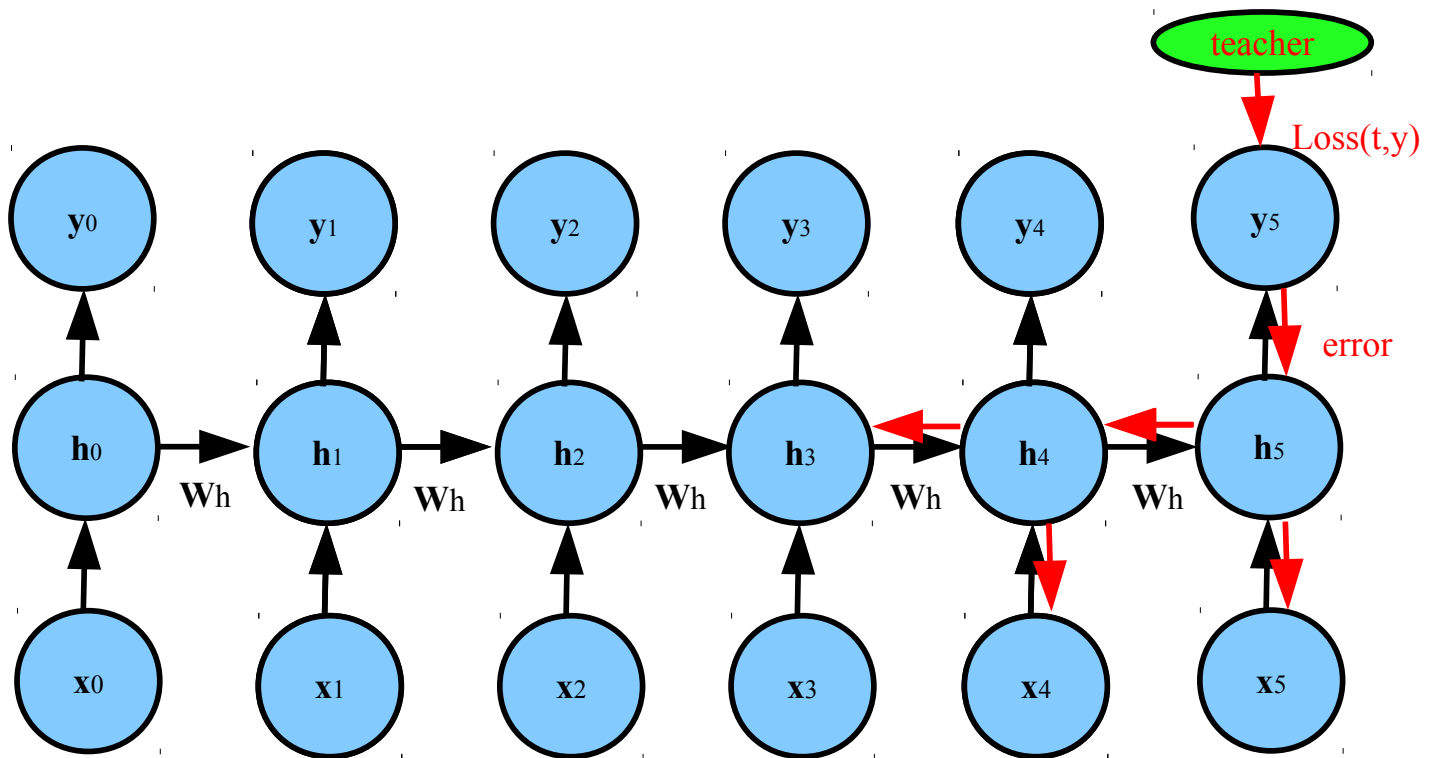 teacher
Loss(t,y)
y0 y1 y2 y3 y4 y5
error
h0 h1 h2 h3 h4 h5
Wh Wh Wh Wh Wh
x0 x1 x2 x3 x4 x5